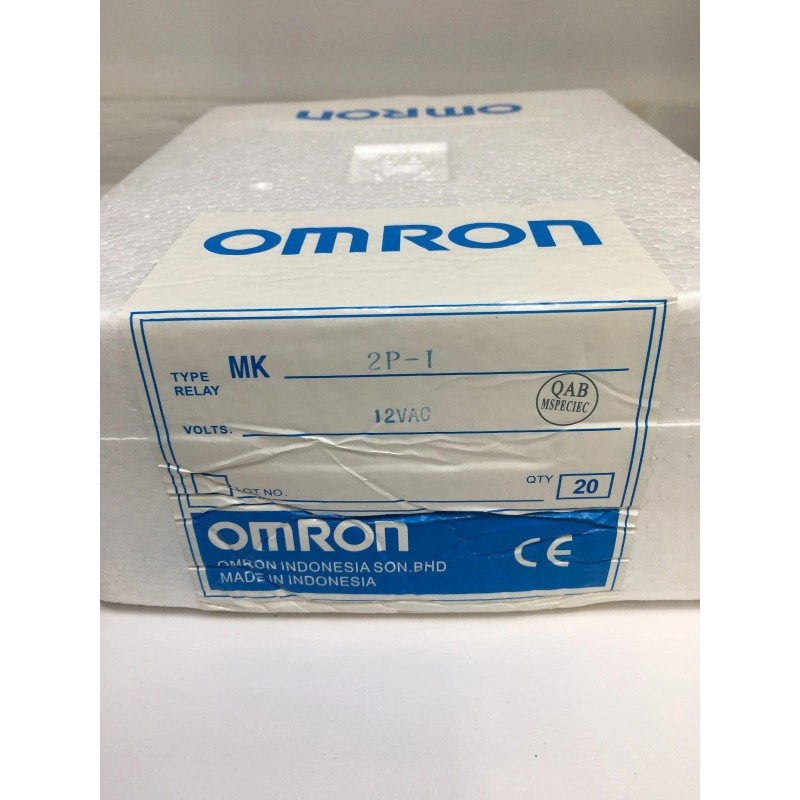 OMRON
OMRON
TYPE RELAY MK 2P-I
VOLTS. 12VAC
QAB
MSPECIEC
LOT NO. QTY 20
OMRON
CE
OMRON INDONESIA SON.BHD
MADE IN INDONESIA